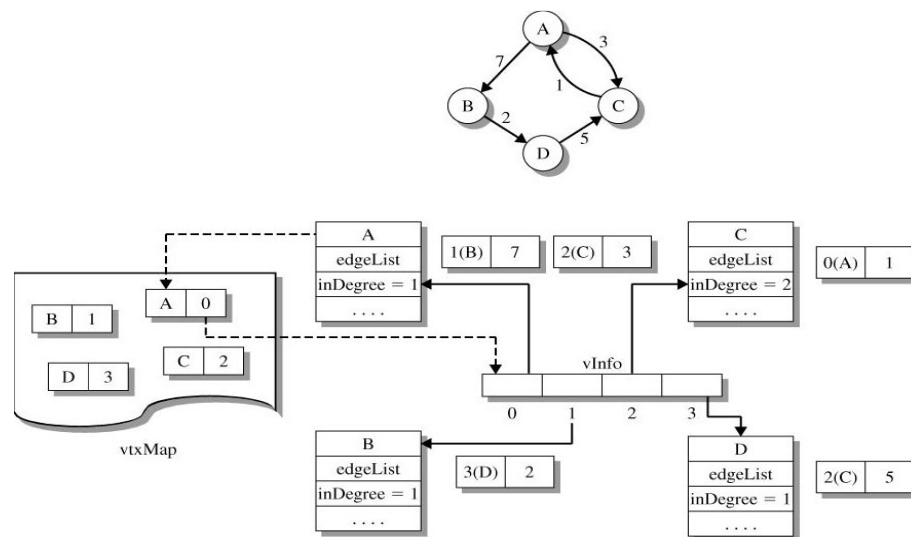 A
3
7
1
B
C
2
5
D
A
edgeList
inDegree = 1
. . . .
1(B) 7
2(C) 3
C
edgeList
inDegree = 2
. . . .
0(A) 1
A 0
B 1
C 2
D 3
vtxMap
vInfo
0 1 2 3
B
edgeList
inDegree = 1
. . . .
3(D) 2
D
edgeList
inDegree = 1
. . . .
2(C) 5